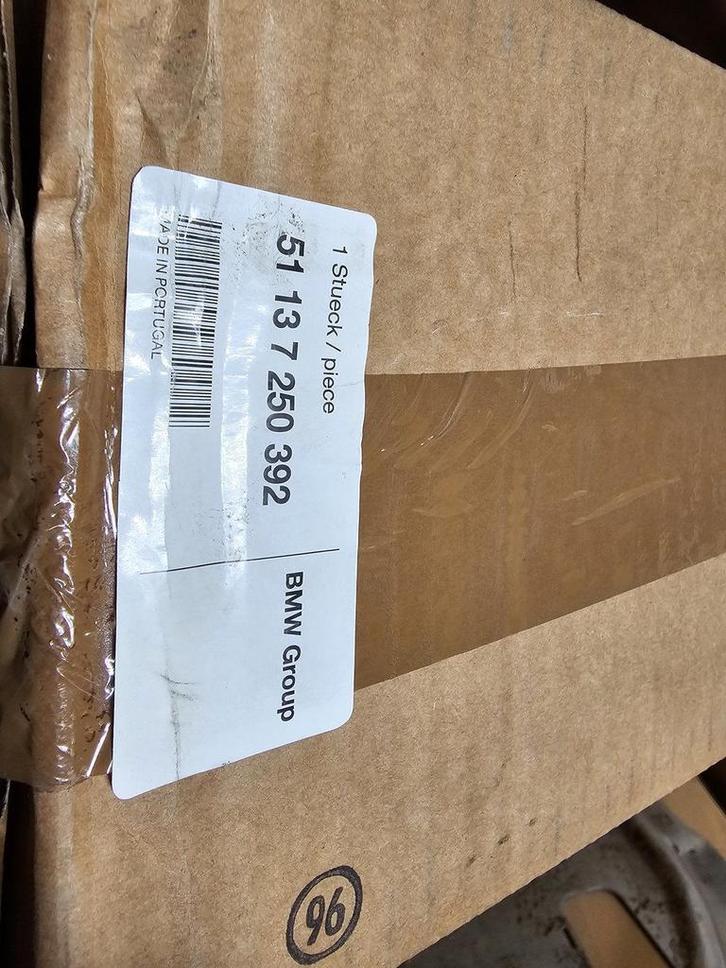 1 Stueck / piece
51 13 7 250 392
BMW Group
MADE IN PORTUGAL
96